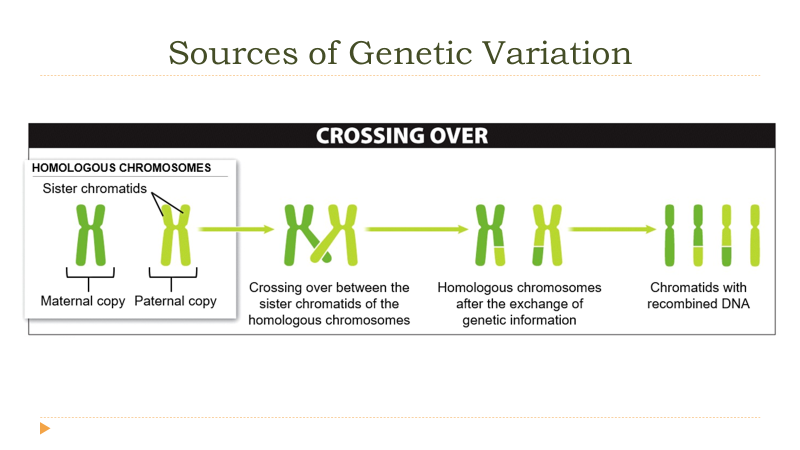 Sources of Genetic Variation
CROSSING OVER
HOMOLOGOUS CHROMOSOMES
Sister chromatids
Maternal copy
Paternal copy
Crossing over between the
sister chromatids of the
homologous chromosomes
Homologous chromosomes
after the exchange of
genetic information
Chromatids with
recombined DNA